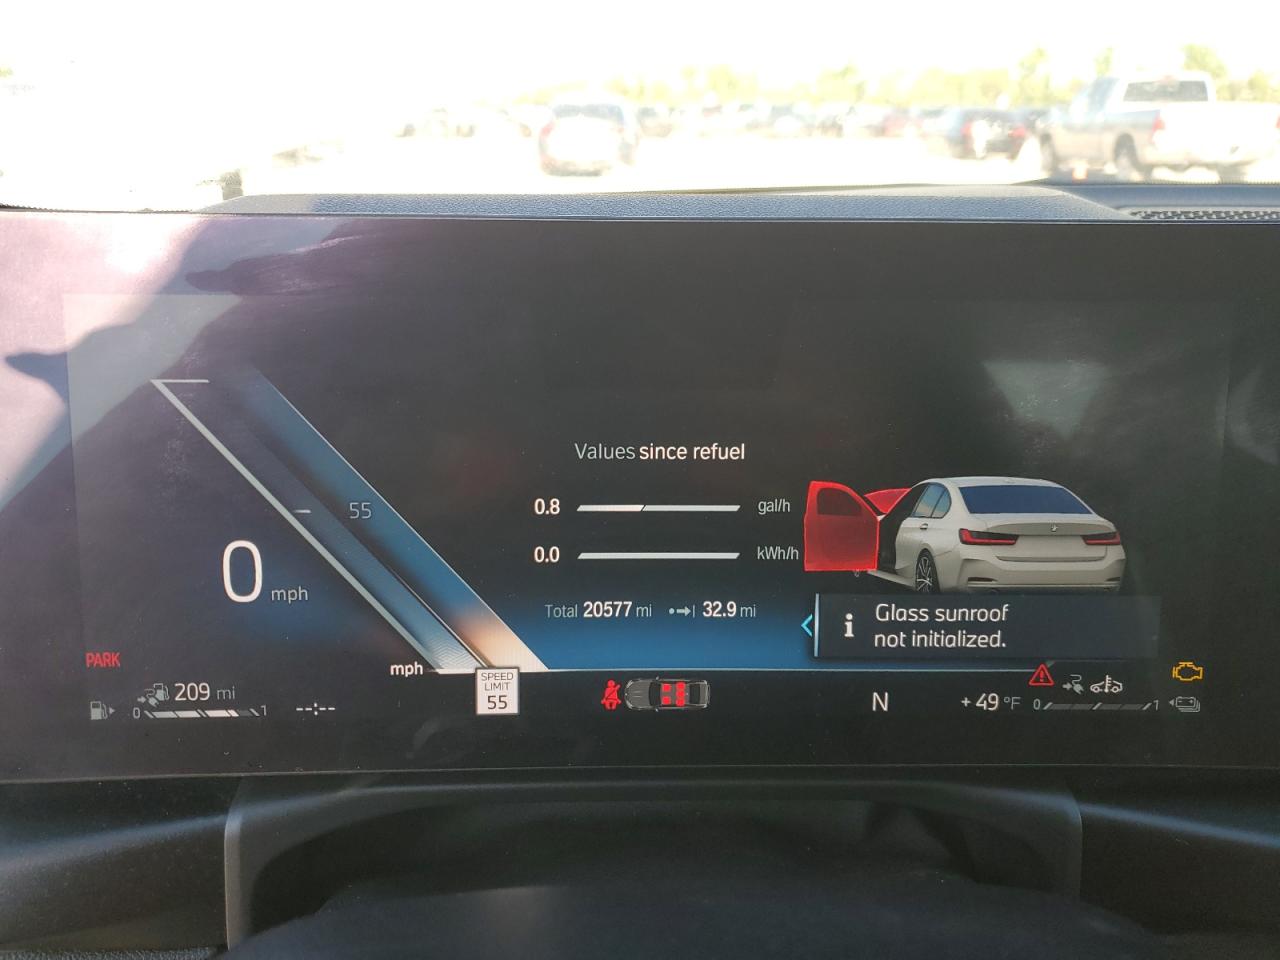 Values since refuel
0.8 gal/h
0.0 kWh/h
55
0 mph
Total 20577 mi 32.9 mi
i Glass sunroof
not initialized.
PARK
mph
SPEED
LIMIT
55
209 mi
0 1
--:--
N
+49 °F
0 1